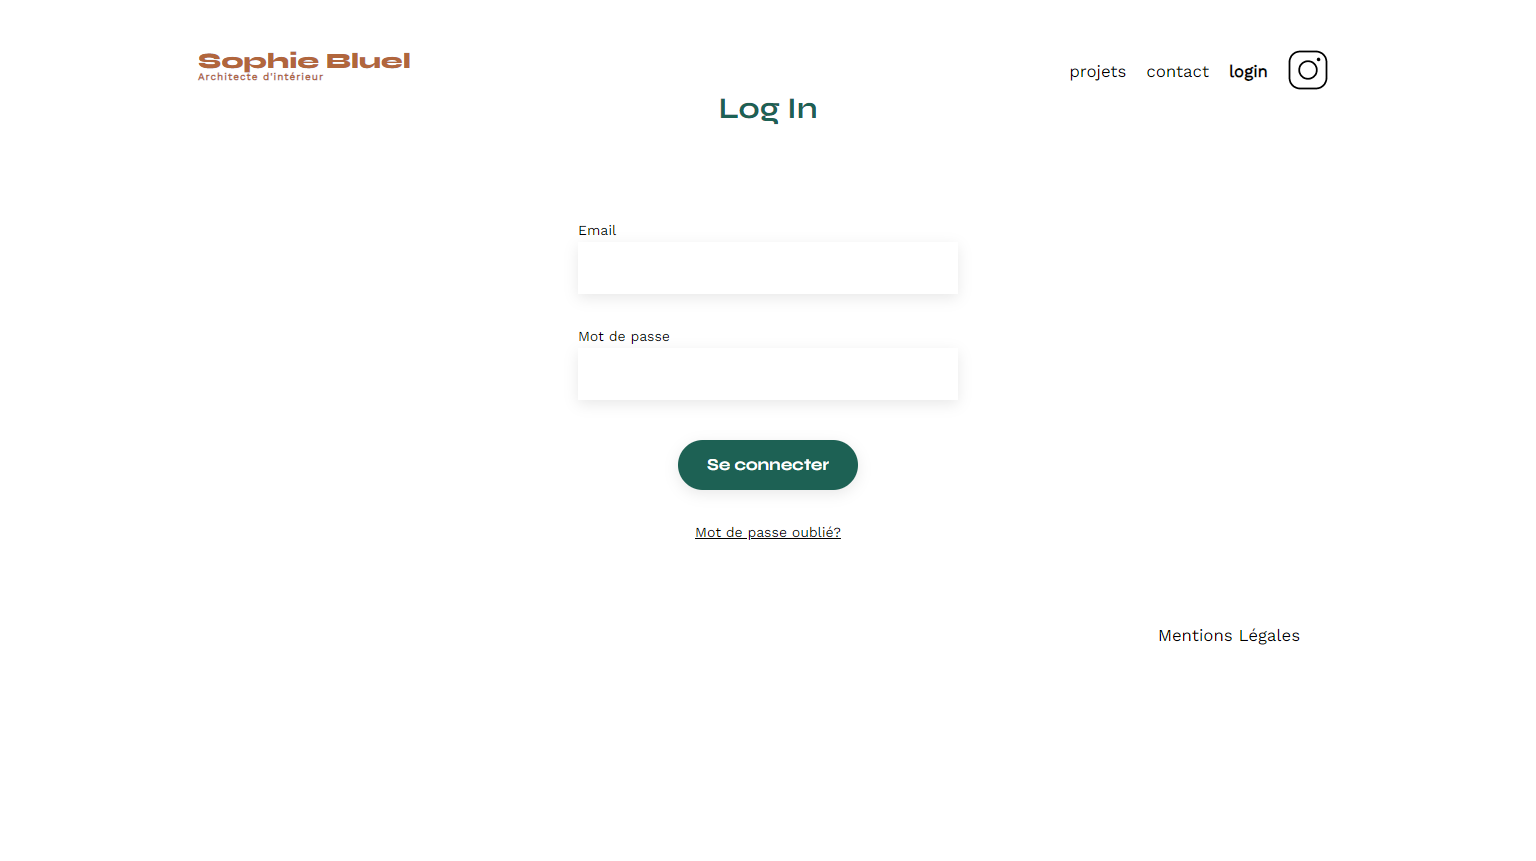 Sophie Bluel
Architecte d'intérieur
projets
contact
login
Log In
Email
Mot de passe
Se connecter
Mot de passe oublié?
Mentions Légales